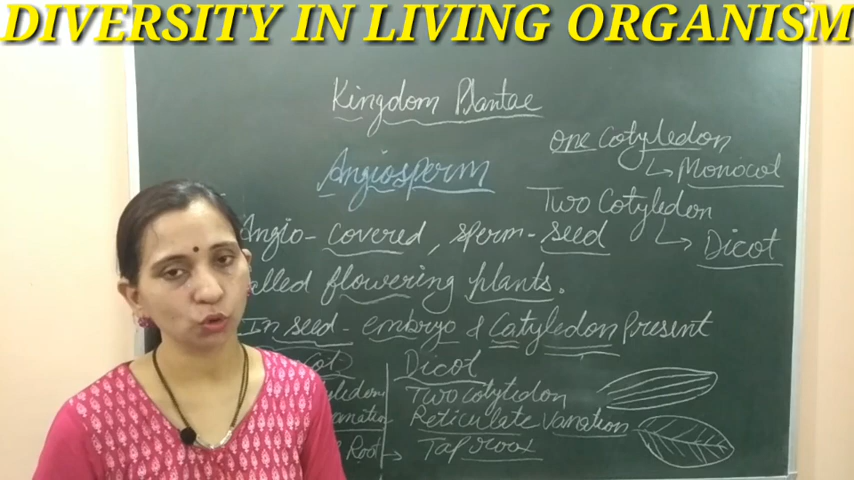 DIVERSITY IN LIVING ORGANISM
Kingdom Plantae
Angiosperm
one Cotyledon
Monocot
Two Cotyledon
Dicot
Angio - covered, sperm - seed
flowering plants.
In seed - embryo & Catyledon Present
Dicot
Two Cotyledon
Reticulate Vanation
Root → Tap root